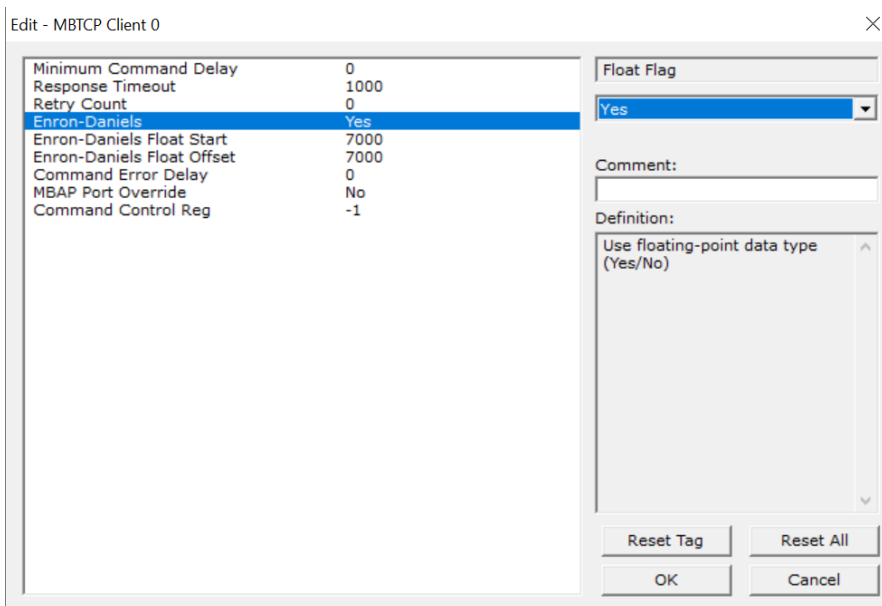 Edit - MBTCP Client 0
Minimum Command Delay 0
Response Timeout 1000
Retry Count 0
Enron-Daniels Yes
Enron-Daniels Float Start 7000
Enron-Daniels Float Offset 7000
Command Error Delay 0
MBAP Port Override No
Command Control Reg -1
Float Flag
Yes
Comment:
Definition:
Use floating-point data type
(Yes/No)
Reset Tag Reset All
OK Cancel